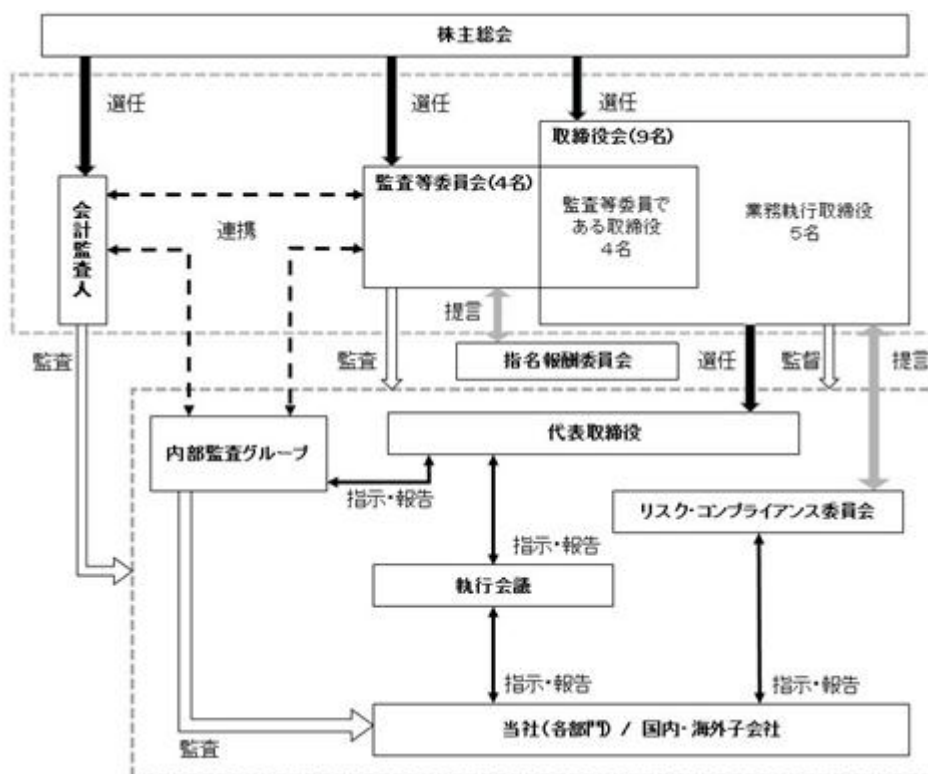 株主総会
選任
選任
選任
取締役会(9名)
監査等委員会(4名)
会計監査人
連携
監査等委員で
ある取締役
4名
業務執行取締役
5名
提言
監査
監査
指名報酬委員会
選任
監督
提言
代表取締役
内部監査グループ
指示・報告
リスク・コンプライアンス委員会
指示・報告
執行会議
指示・報告
指示・報告
当社(各部門) / 国内・海外子会社
監査